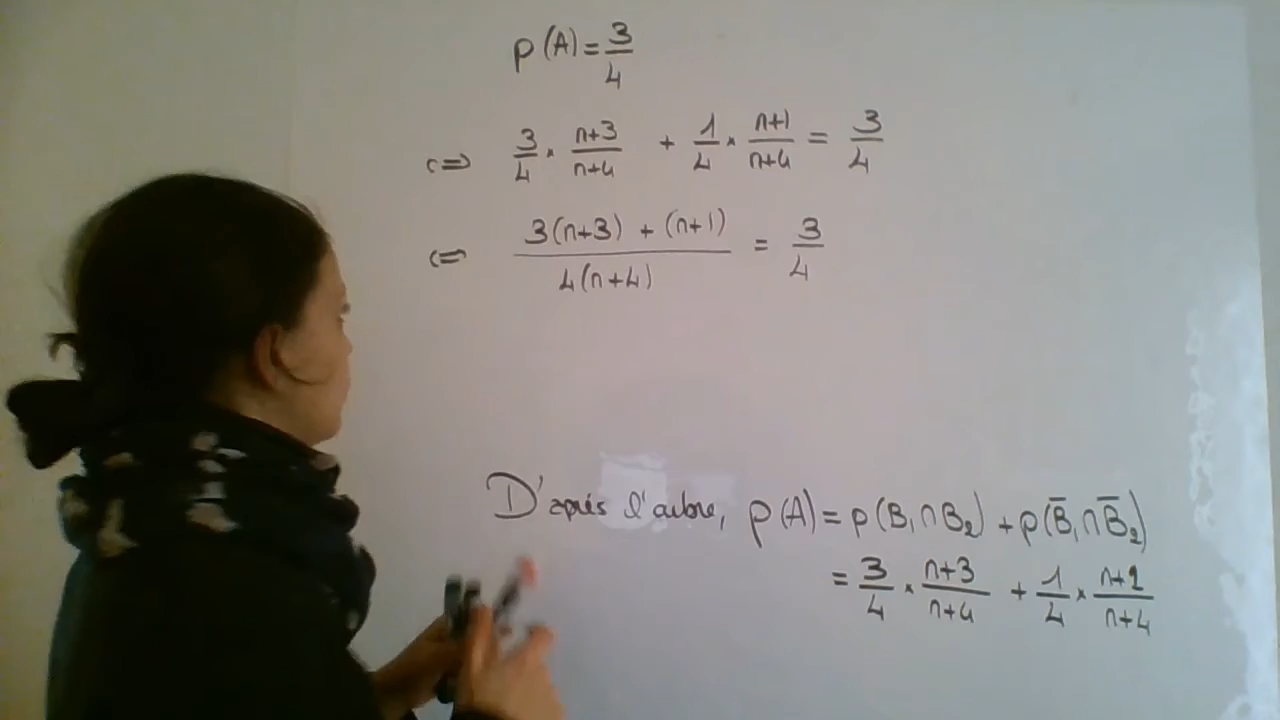 p(A) = 3/4
⇔ 3/4 × (n+3)/(n+4) + 1/4 × (n+1)/(n+4) = 3/4
⇔ (3(n+3) + (n+1))/(4(n+4)) = 3/4
D'après l'arbre, p(A) = p(B₁∩B₂) + p(B̅₁∩B̅₂)
= 3/4 × (n+3)/(n+4) + 1/4 × (n+1)/(n+4)